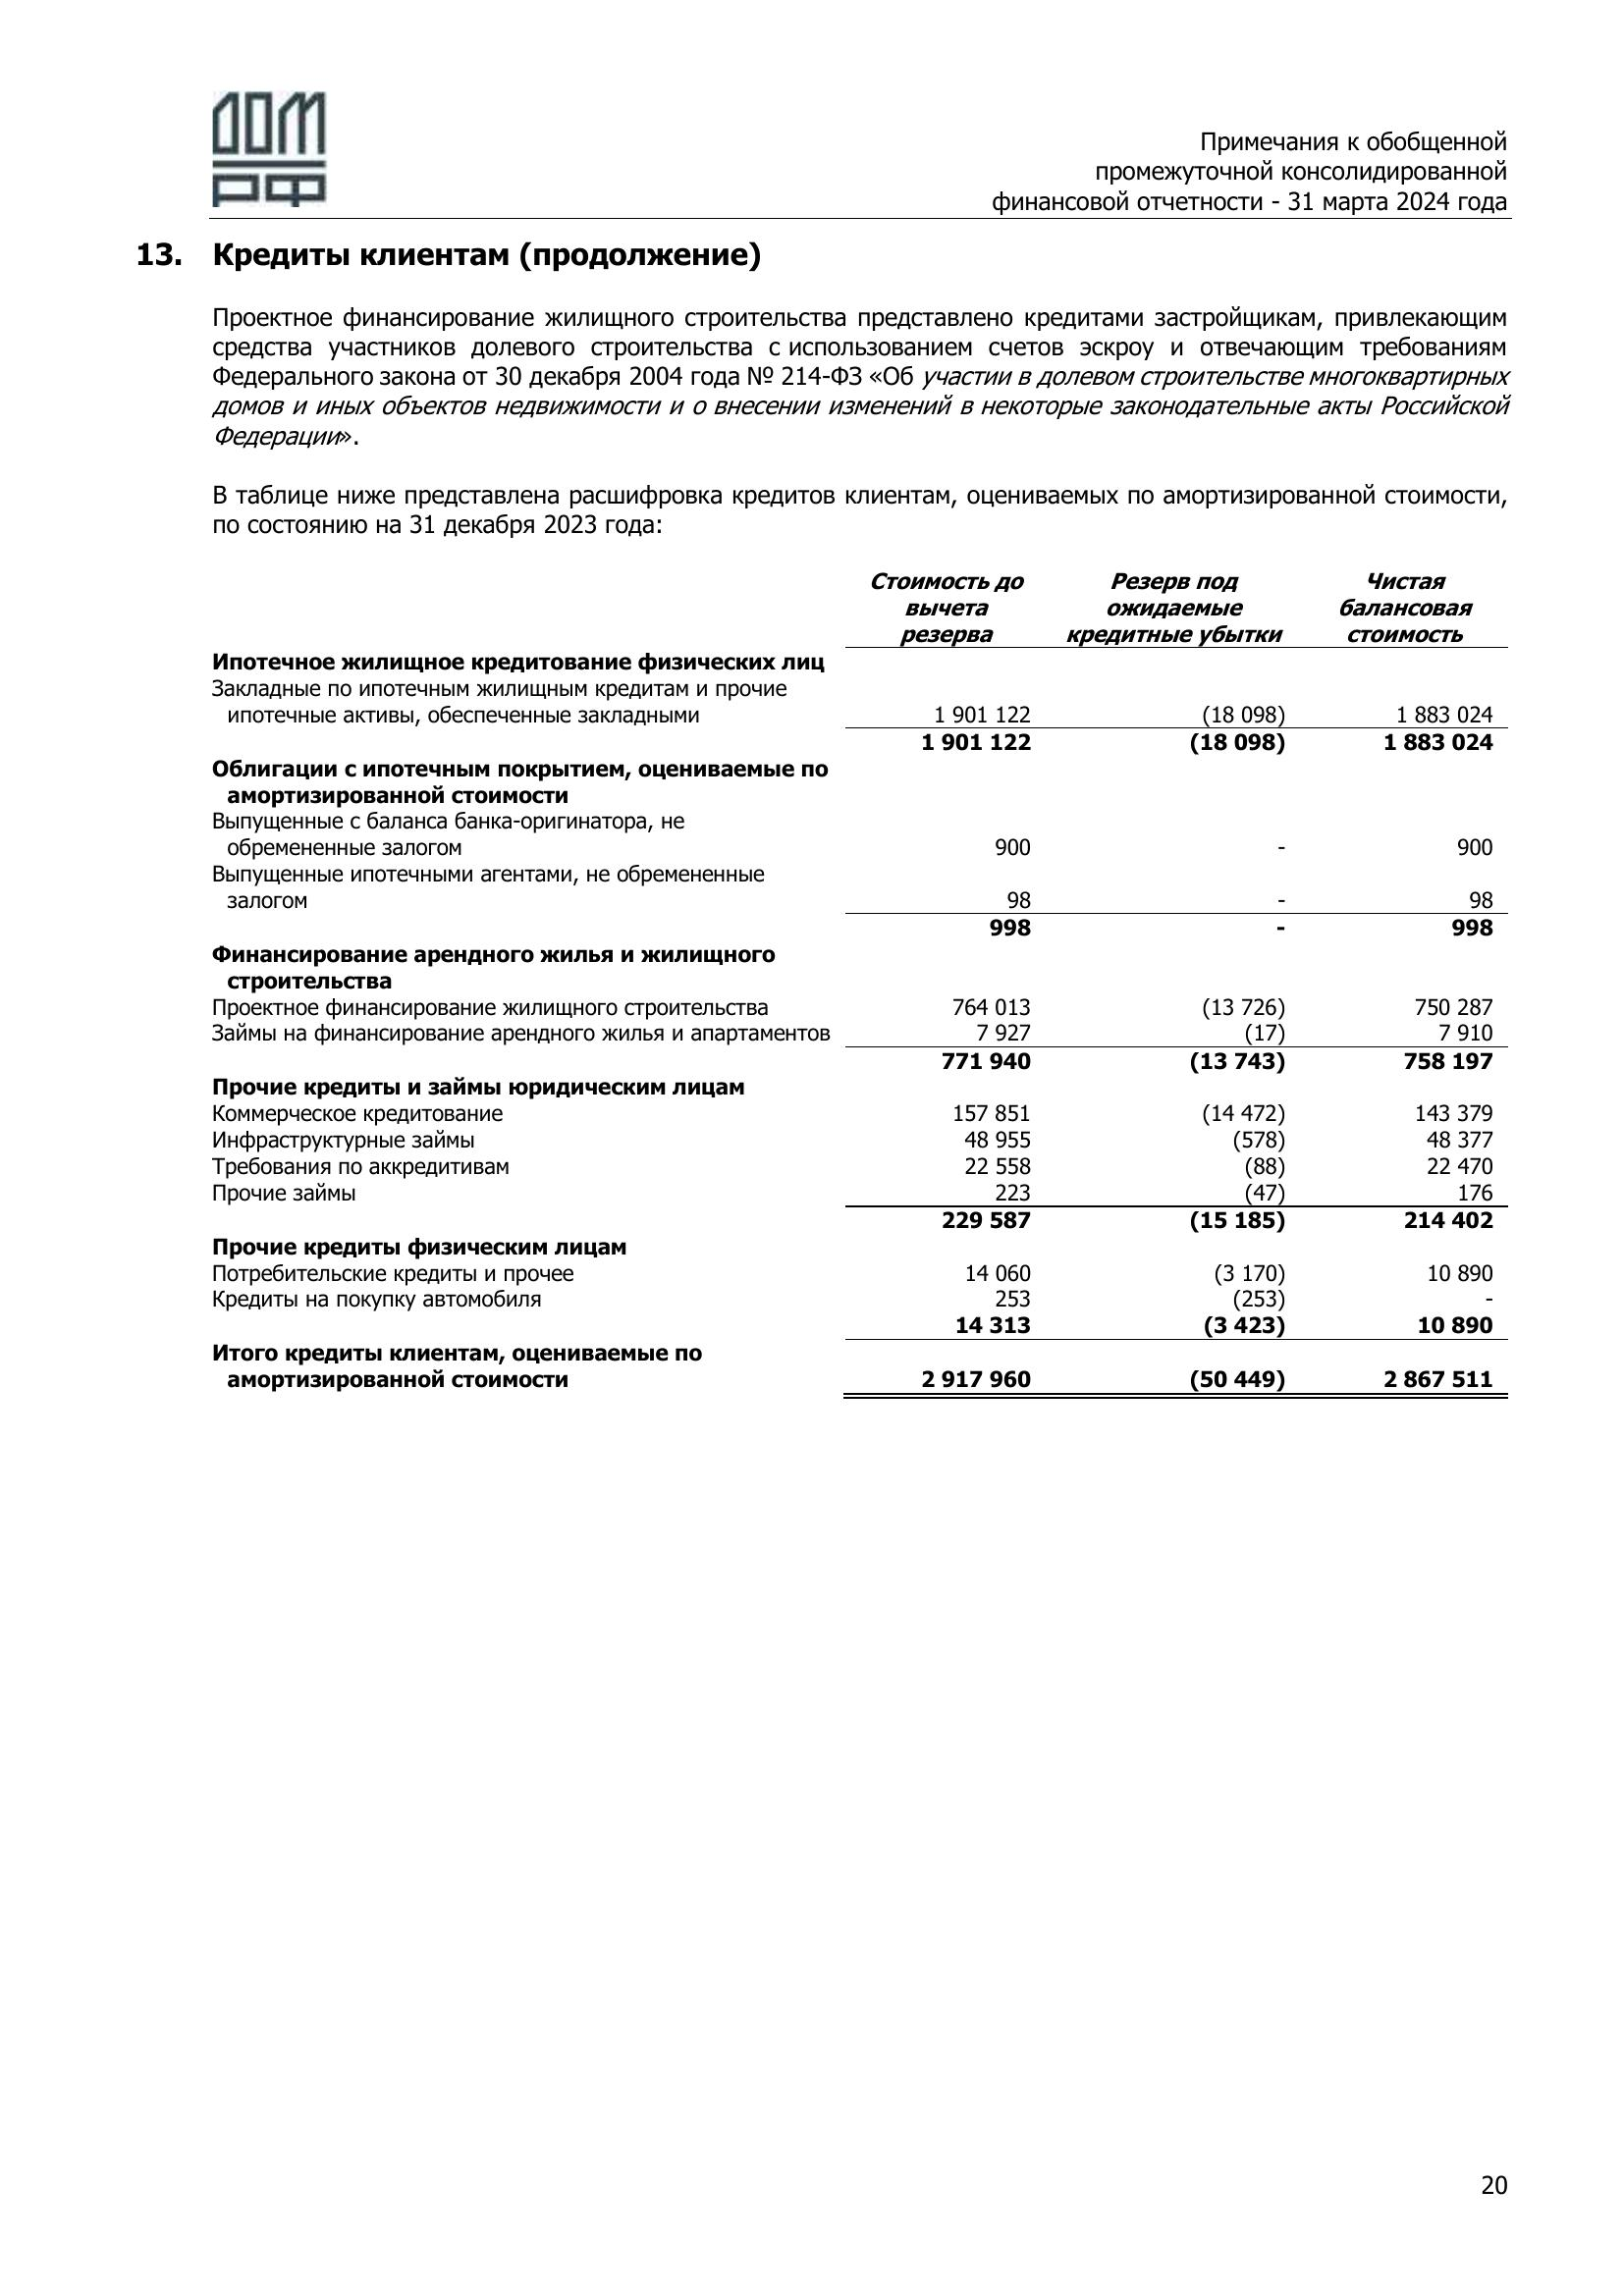 ДОМ
РФ
Примечания к обобщенной
промежуточной консолидированной
финансовой отчетности - 31 марта 2024 года
13. Кредиты клиентам (продолжение)
Проектное финансирование жилищного строительства представлено кредитами застройщикам, привлекающим
средства участников долевого строительства с использованием счетов эскроу и отвечающим требованиям
Федерального закона от 30 декабря 2004 года № 214-ФЗ «Об участии в долевом строительстве многоквартирных
домов и иных объектов недвижимости и о внесении изменений в некоторые законодательные акты Российской
Федерации».
В таблице ниже представлена расшифровка кредитов клиентам, оцениваемых по амортизированной стоимости,
по состоянию на 31 декабря 2023 года:
Стоимость до Резерв под Чистая
вычета ожидаемые балансовая
резерва кредитные убытки стоимость
Ипотечное жилищное кредитование физических лиц
Закладные по ипотечным жилищным кредитам и прочие
ипотечные активы, обеспеченные закладными 1 901 122 (18 098) 1 883 024
1 901 122 (18 098) 1 883 024
Облигации с ипотечным покрытием, оцениваемые по
амортизированной стоимости
Выпущенные с баланса банка-оригинатора, не
обремененные залогом 900 - 900
Выпущенные ипотечными агентами, не обремененные
залогом 98 - 98
998 - 998
Финансирование арендного жилья и жилищного
строительства
Проектное финансирование жилищного строительства 764 013 (13 726) 750 287
Займы на финансирование арендного жилья и апартаментов 7 927 (17) 7 910
771 940 (13 743) 758 197
Прочие кредиты и займы юридическим лицам
Коммерческое кредитование 157 851 (14 472) 143 379
Инфраструктурные займы 48 955 (578) 48 377
Требования по аккредитивам 22 558 (88) 22 470
Прочие займы 223 (47) 176
229 587 (15 185) 214 402
Прочие кредиты физическим лицам
Потребительские кредиты и прочее 14 060 (3 170) 10 890
Кредиты на покупку автомобиля 253 (253) -
14 313 (3 423) 10 890
Итого кредиты клиентам, оцениваемые по
амортизированной стоимости 2 917 960 (50 449) 2 867 511
20